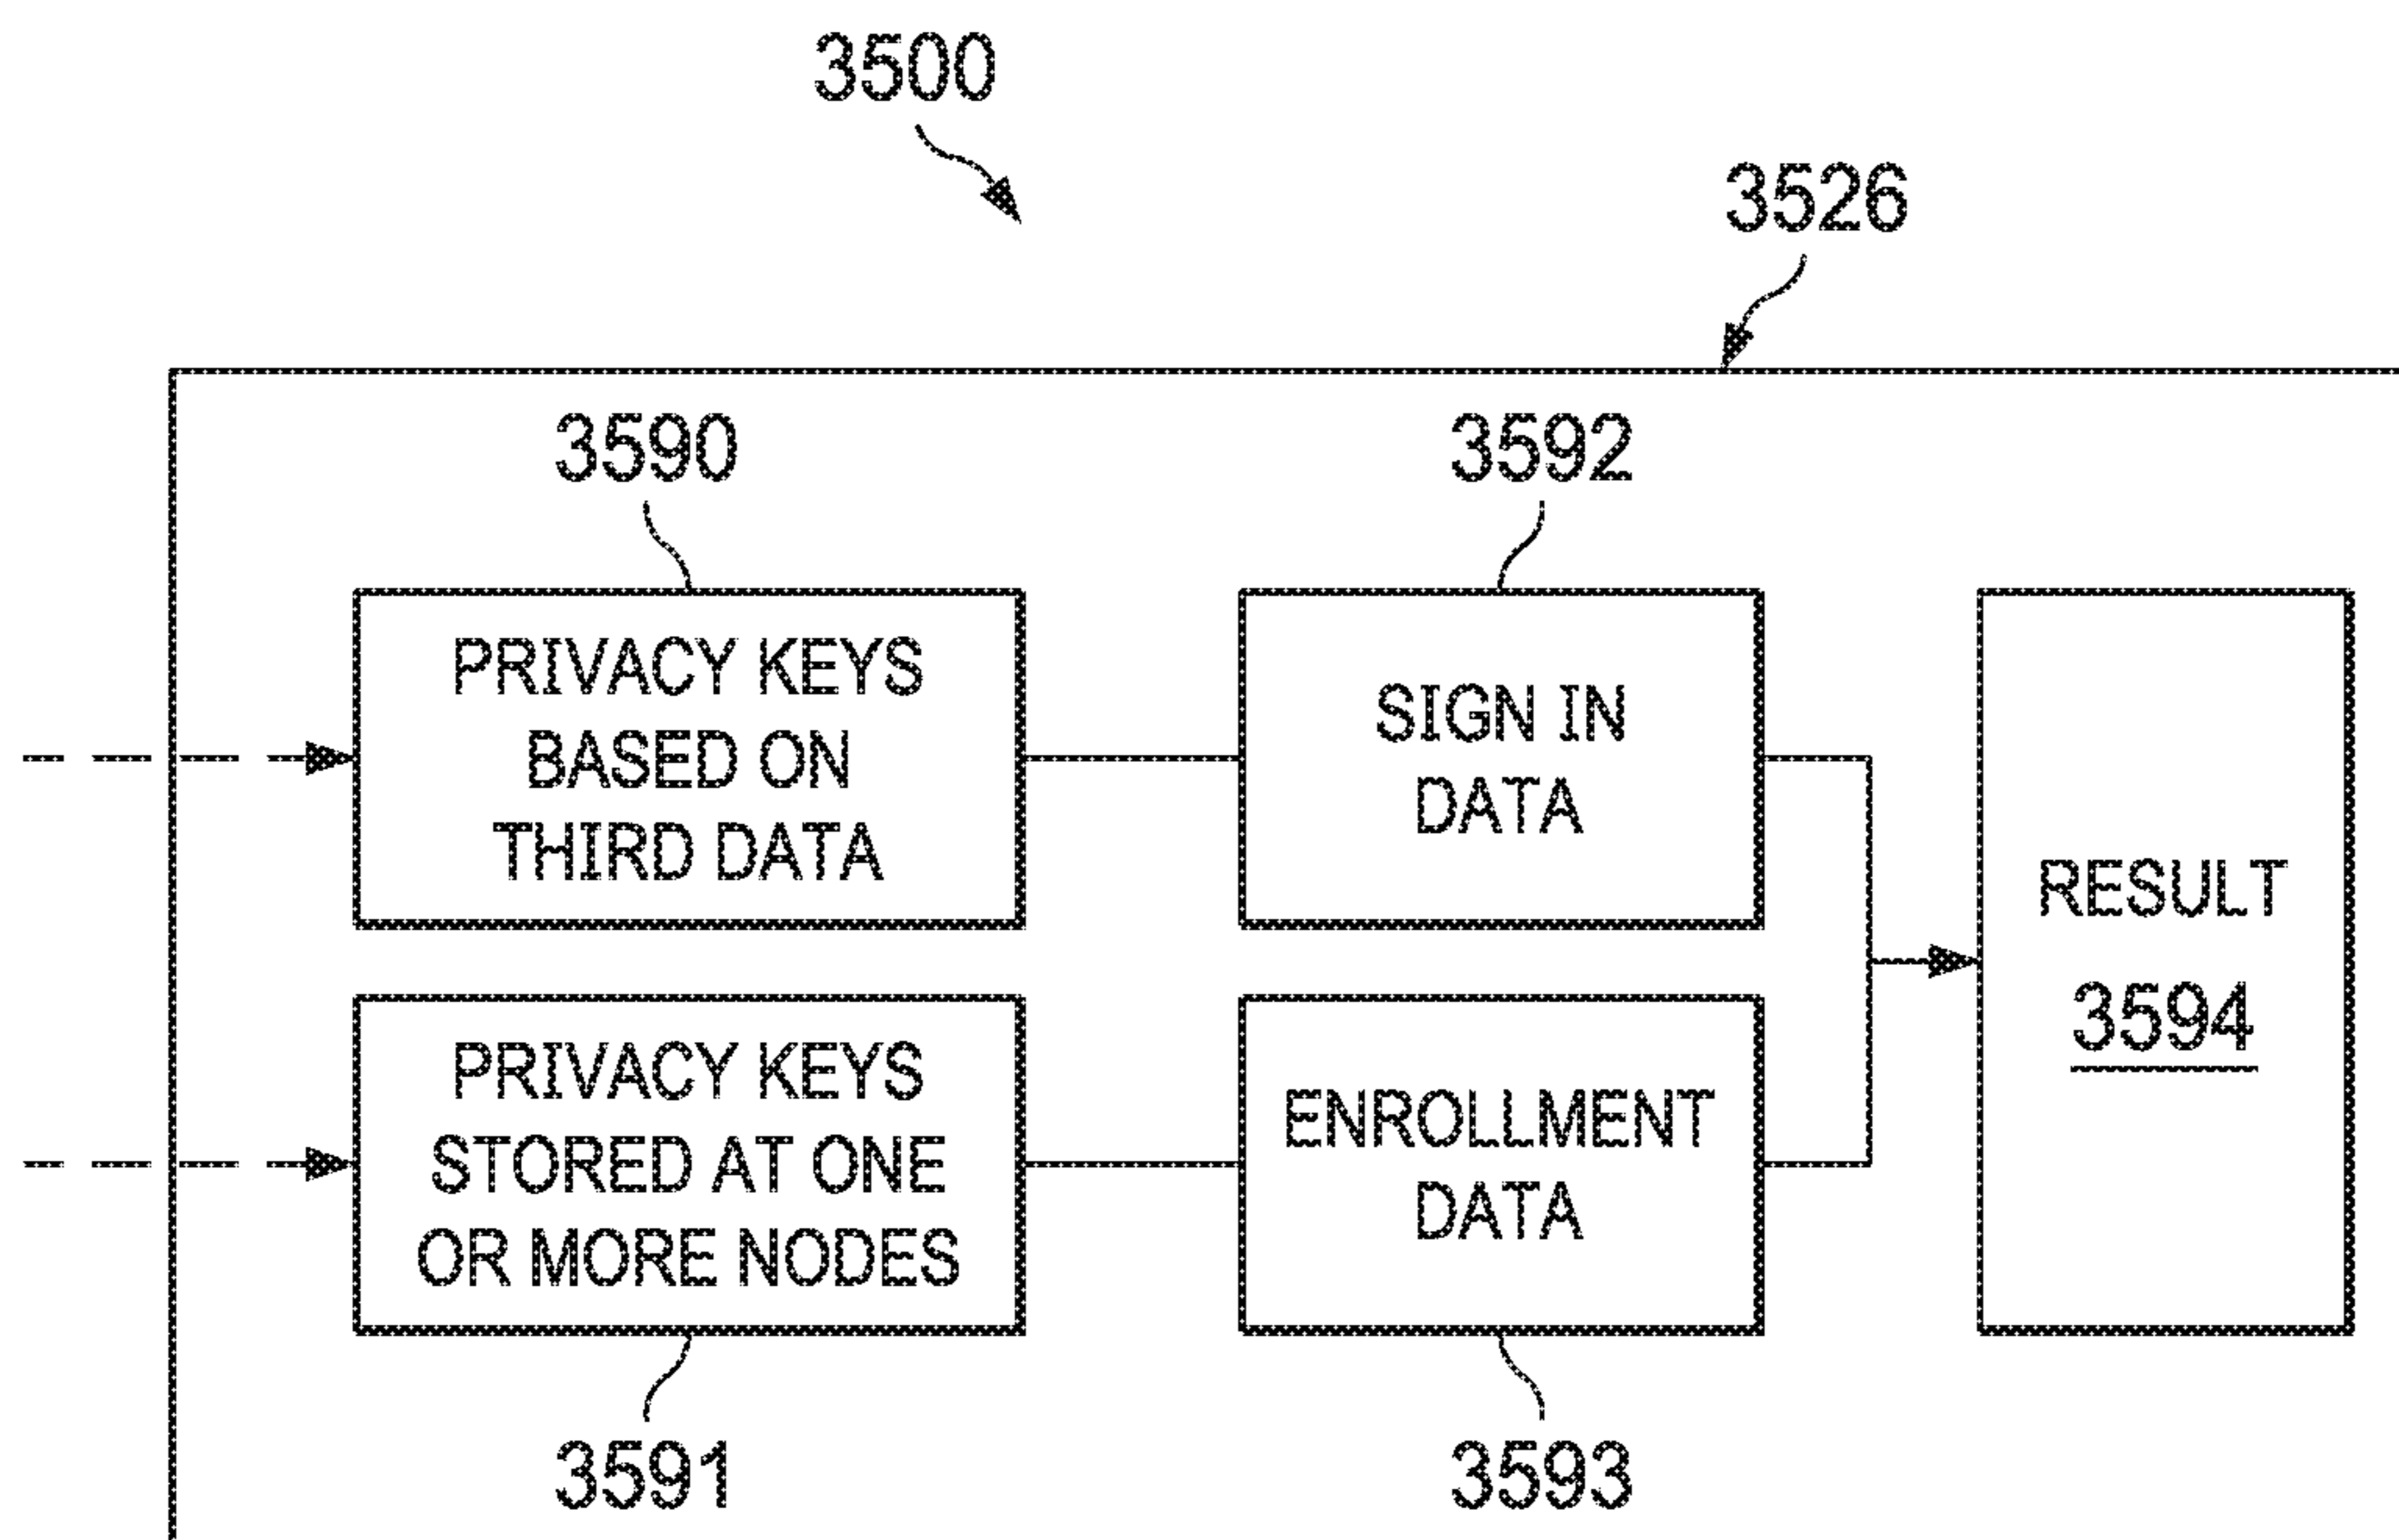 3500
3526
3590
3592
PRIVACY KEYS
BASED ON
THIRD DATA
SIGN IN
DATA
RESULT
3594
PRIVACY KEYS
STORED AT ONE
OR MORE NODES
ENROLLMENT
DATA
3591
3593